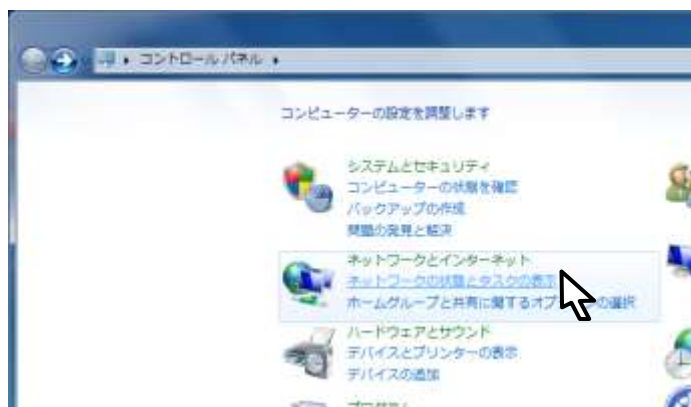 コントロール パネル
コンピューターの設定を調整します
システムとセキュリティ
コンピューターの状態を確認
バックアップの作成
問題の発見と解決
ネットワークとインターネット
ネットワークの状態とタスクの表示
ホームグループと共有に関するオプションの選択
ハードウェアとサウンド
デバイスとプリンターの表示
デバイスの追加